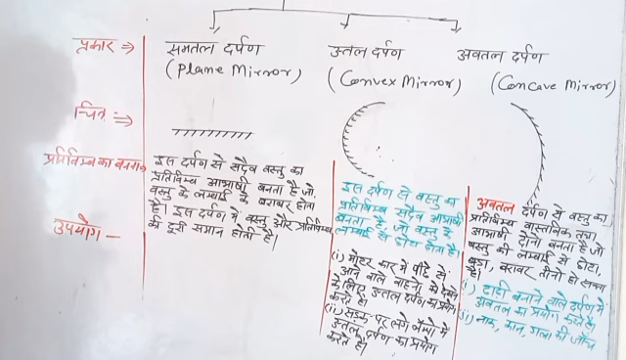 प्रकार ⇒
समतल दर्पण
(Plame Mirror)
उत्तल दर्पण
(Convex Mirror)
अवतल दर्पण
(Concave Mirror)
चित्र ⇒
प्रतिबिम्ब का बनना
इस दर्पण से सदैव वस्तु का
प्रतिबिम्ब आभाषी बनता है जो
वस्तु के लम्बाई के बराबर होता
है। इस दर्पण में वस्तु और प्रतिबिम्ब
की दूरी समान होती है।
इस दर्पण से वस्तु का
प्रतिबिम्ब सदैव आभाषी
बनता है, जो वस्तु के
लम्बाई से छोटा होता है।
अवतल दर्पण से वस्तु का
प्रतिबिम्ब वास्तविक तथा
आभाषी दोनो बनता है जो
वस्तु की लम्बाई से छोटा,
बड़ा, बराबर तीनो हो सकता
है।
उपयोग —
(i) मोटर कार में पीछे से
आने वाले वाहनो को देखने
के लिए उत्तल दर्पण का प्रयोग
करते है।
(ii) सड़क पर लगे लैम्पो में
उत्तल दर्पण का प्रयोग
करते है।
(i) दाढ़ी बनाने वाले दर्पण में
अवतल का प्रयोग करते है।
(ii) नाक, कान, गला की जाँच